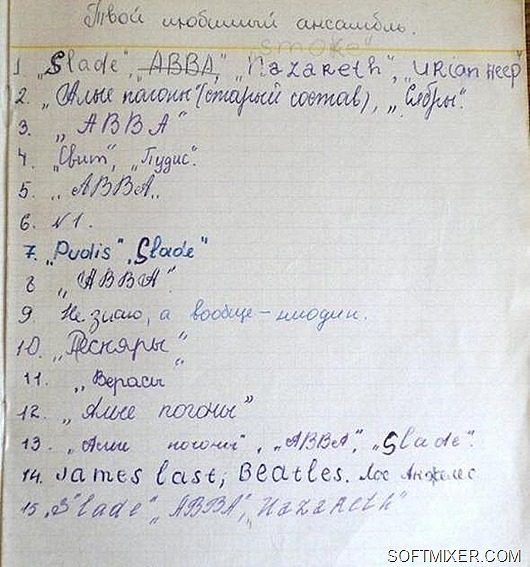 Твой любимый ансамбль.
"Smoke"
1. "Slade", "ABBA", "Nazareth", "URian Heep"
2. "Алые погоны" (старый состав), "Сябры".
3. "ABBA"
4. "Свит", "Пудис".
5. "ABBA"
6. N1.
7. "Pudis", "Slade"
8. "ABBA".
9. Не знаю, а вообще – ниодин.
10. "Песняры"
11. "Верасы"
12. "Алые погоны"
13. "Алые погоны", "ABBA", "Slade".
14. James last, Beatles. Лос Анжелес
15. "Slade", "ABBA", "Nazareth"
SOFTMIXER.COM